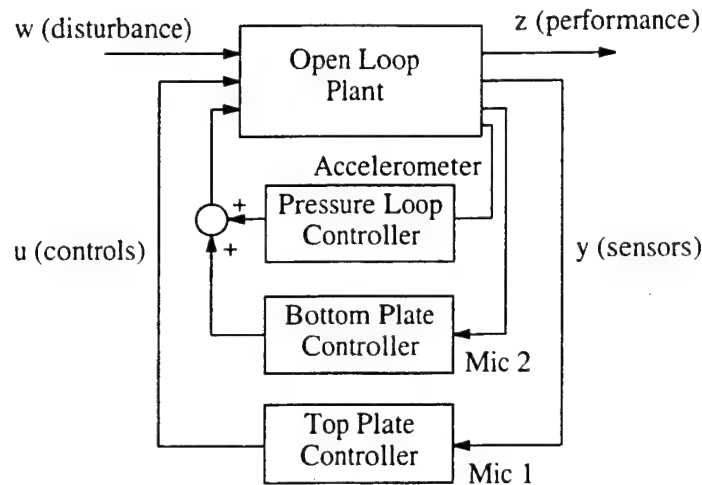 w (disturbance)
z (performance)
Open Loop
Plant
Accelerometer
+
Pressure Loop
Controller
+
u (controls)
y (sensors)
Bottom Plate
Controller
Mic 2
Top Plate
Controller
Mic 1